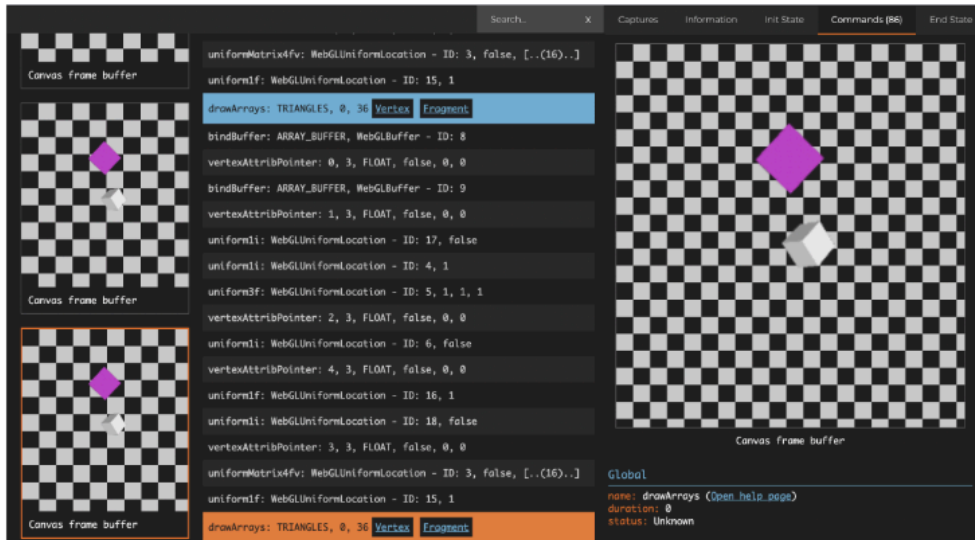 Search..
X
Captures
Information
Init State
Commands (86)
End State
Canvas frame buffer
Canvas frame buffer
Canvas frame buffer
uniformMatrix4fv: WebGLUniformLocation - ID: 3, false, [..(16)..]
uniform1f: WebGLUniformLocation - ID: 15, 1
drawArrays: TRIANGLES, 0, 36 Vertex Fragment
bindBuffer: ARRAY_BUFFER, WebGLBuffer - ID: 8
vertexAttribPointer: 0, 3, FLOAT, false, 0, 0
bindBuffer: ARRAY_BUFFER, WebGLBuffer - ID: 9
vertexAttribPointer: 1, 3, FLOAT, false, 0, 0
uniform1i: WebGLUniformLocation - ID: 17, false
uniform1i: WebGLUniformLocation - ID: 4, 1
uniform3f: WebGLUniformLocation - ID: 5, 1, 1, 1
vertexAttribPointer: 2, 3, FLOAT, false, 0, 0
uniform1i: WebGLUniformLocation - ID: 6, false
vertexAttribPointer: 4, 3, FLOAT, false, 0, 0
uniform1f: WebGLUniformLocation - ID: 16, 1
uniform1i: WebGLUniformLocation - ID: 18, false
vertexAttribPointer: 3, 3, FLOAT, false, 0, 0
uniformMatrix4fv: WebGLUniformLocation - ID: 3, false, [..(16)..]
uniform1f: WebGLUniformLocation - ID: 15, 1
drawArrays: TRIANGLES, 0, 36 Vertex Fragment
Canvas frame buffer
Global
name: drawArrays (Open help page)
duration: 0
status: Unknown